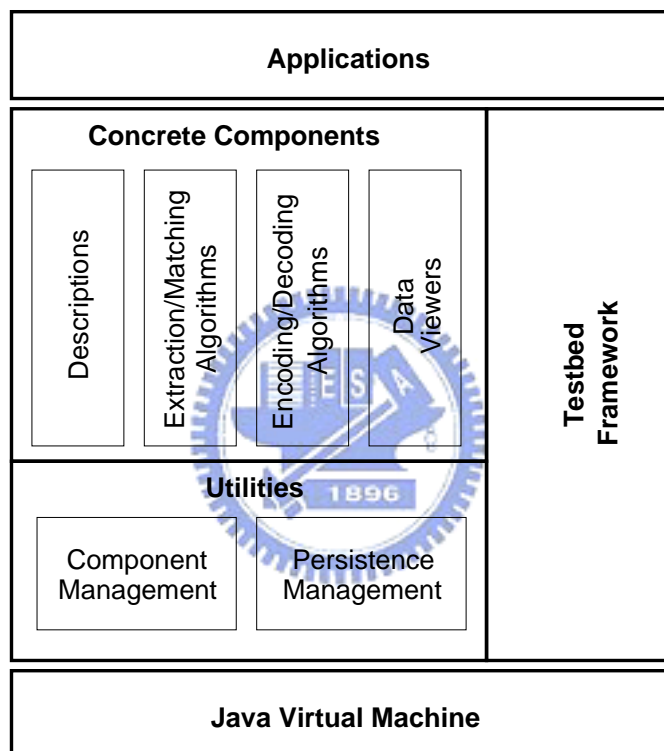 Applications
Concrete Components
Descriptions
Extraction/Matching
Algorithms
Encoding/Decoding
Algorithms
Data
Viewers
Testbed
Framework
ESA
Utilities
1896
Component
Management
Persistence
Management
Java Virtual Machine